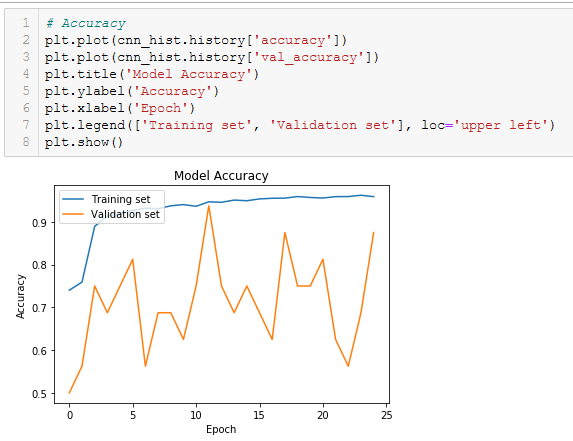 1 # Accuracy
2 plt.plot(cnn_hist.history['accuracy'])
3 plt.plot(cnn_hist.history['val_accuracy'])
4 plt.title('Model Accuracy')
5 plt.ylabel('Accuracy')
6 plt.xlabel('Epoch')
7 plt.legend(['Training set', 'Validation set'], loc='upper left')
8 plt.show()
Model Accuracy
Training set
Validation set
0.9
0.8
0.7
0.6
0.5
Accuracy
0 5 10 15 20 25
Epoch